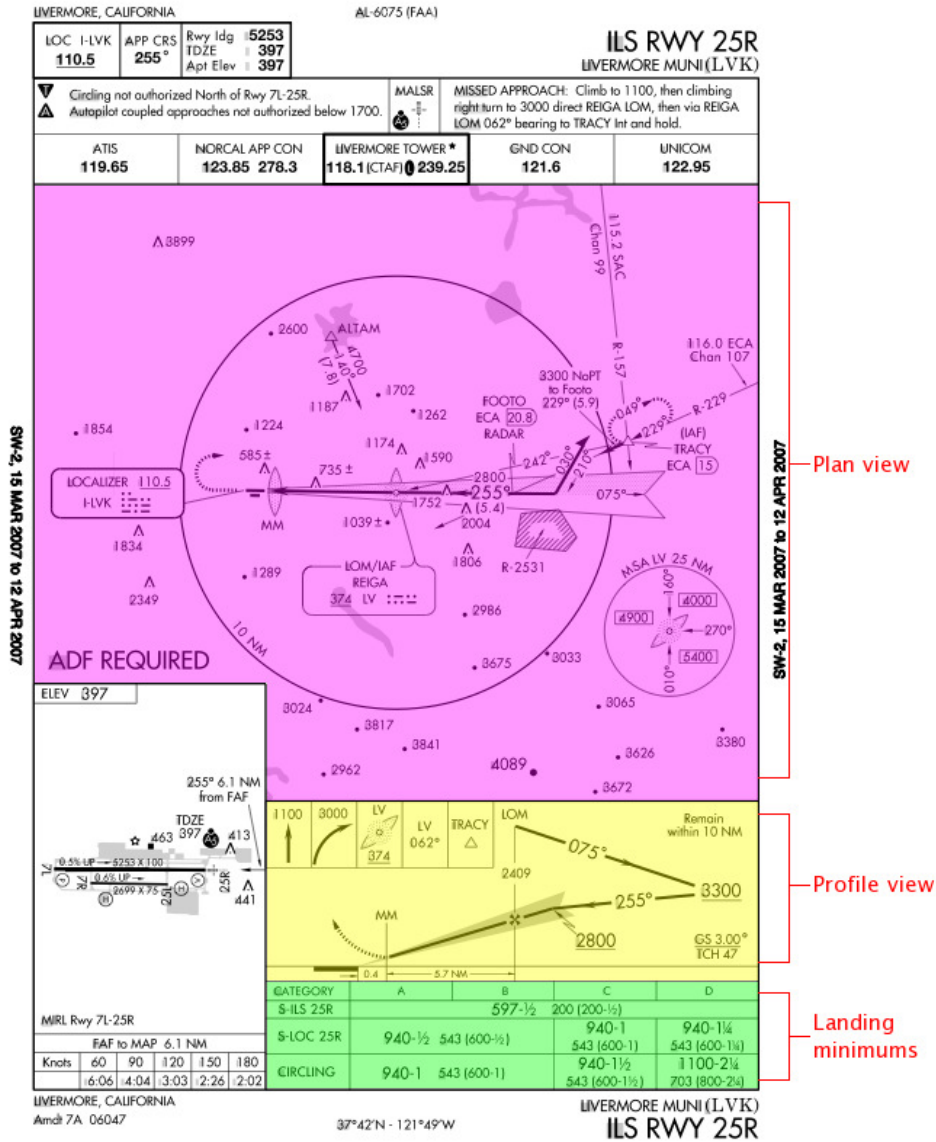 LIVERMORE, CALIFORNIA
AL-6075 (FAA)
LOC I-LVK
110.5
APP CRS
255°
Rwy ldg 5253
TDZE 397
Apt Elev 397
ILS RWY 25R
LIVERMORE MUNI (LVK)
T Circling not authorized North of Rwy 7L-25R.
A Autopilot coupled approaches not authorized below 1700.
MALSR
MISSED APPROACH: Climb to 1100, then climbing
right turn to 3000 direct REIGA LOM, then via REIGA
LOM 062° bearing to TRACY Int and hold.
ATIS
119.65
NORCAL APP CON
123.85 278.3
LIVERMORE TOWER★
118.1 (CTAF) L 239.25
GND CON
121.6
UNICOM
122.95
3899
115.2 SAC
Chan 99
R-157
2600
ALTAM
4700
140°
(7.8)
116.0 ECA
Chan 107
R-229
3300 NoPT
to Footo
229° (5.9)
1702
1187
1262
FOOTO
ECA 20.8
RADAR
049°
229°
(IAF)
TRACY
ECA 15
1854
1224
1174
1590
585 ±
735 ±
242°
030°
210°
2800
255°
(5.4)
075°
1752
LOCALIZER 110.5
I-LVK
MM
1039 ±
2004
1834
1806
R-2531
LOM/IAF
REIGA
374 LV
1289
2349
2986
MSA LV 25 NM
160°
4000
4900
270°
5400
010°
10 NM
3675
3033
ADF REQUIRED
3024
3065
3817
3841
3380
2962
4089
3626
3672
Plan view
SW-2, 15 MAR 2007 to 12 APR 2007
SW-2, 15 MAR 2007 to 12 APR 2007
ELEV 397
255° 6.1 NM
from FAF
TDZE
397
A5
463
413
0.5% UP
5253 X 100
7L
25R
0.6% UP
7R
2699 X 75
25L
P
V
H
H
441
MIRL Rwy 7L-25R
FAF to MAP 6.1 NM
Knots 60 90 120 150 180
6:06 4:04 3:03 2:26 2:02
1100
3000
LV
374
LV
062°
TRACY
LOM
Remain
within 10 NM
075°
2409
3300
255°
MM
2800
GS 3.00°
TCH 47
0.4
5.7 NM
Profile view
CATEGORY A B C D
S-ILS 25R 597-½ 200 (200-½)
S-LOC 25R 940-½ 543 (600-½) 940-1 543 (600-1) 940-1¼ 543 (600-1¼)
CIRCLING 940-1 543 (600-1) 940-1½ 543 (600-1½) 1100-2¼ 703 (800-2¼)
Landing
minimums
LIVERMORE, CALIFORNIA
Amdt 7A 06047
37°42'N - 121°49'W
LIVERMORE MUNI (LVK)
ILS RWY 25R